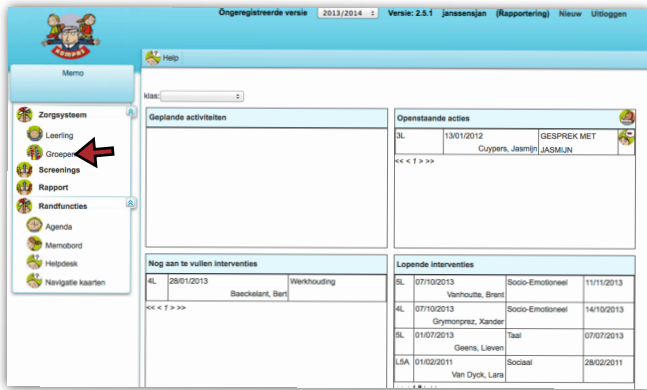 Ongeregistreerde versie 2013/2014 Versie: 2.5.1 janssensjan (Rapportering) Nieuw Uitloggen
KOMPAS
Help
Memo
klas:
Zorgsysteem
Leerling
Groepen
Screenings
Rapport
Randfuncties
Agenda
Memobord
Helpdesk
Navigatie kaarten
Geplande activiteiten
Openstaande acties
3L 13/01/2012 GESPREK MET
Cuypers, Jasmijn JASMIJN
<< < 1 > >>
Nog aan te vullen interventies
4L 28/01/2013 Werkhouding
Baeckelant, Bert
<< < 1 > >>
Lopende interventies
5L 07/10/2013 Socio-Emotioneel 11/11/2013
Vanhoutte, Brent
4L 07/10/2013 Socio-Emotioneel 14/10/2013
Grymonprez, Xander
5L 01/07/2013 Taal 07/07/2013
Geens, Lieven
L5A 01/02/2011 Sociaal 28/02/2011
Van Dyck, Lara